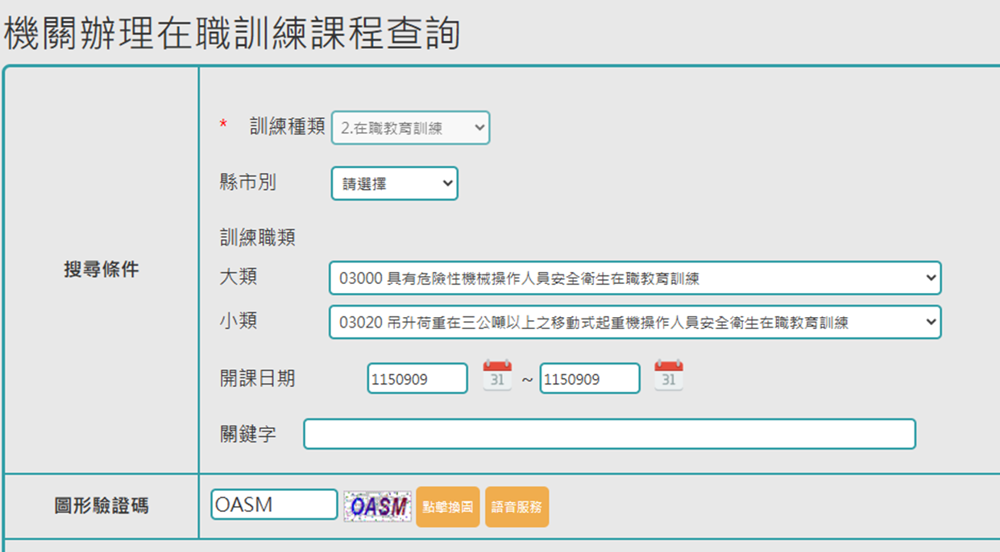 機關辦理在職訓練課程查詢
* 訓練種類 2.在職教育訓練
縣市別 請選擇
訓練職類
搜尋條件
大類 03000 具有危險性機械操作人員安全衛生在職教育訓練
小類 03020 吊升荷重在三公噸以上之移動式起重機操作人員安全衛生在職教育訓練
開課日期 1150909 31 ~ 1150909 31
關鍵字
圖形驗證碼 OASM OASM 點擊換圖 語音服務